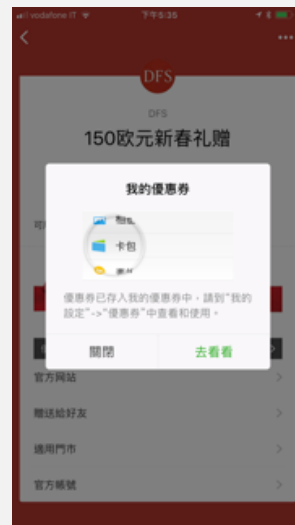 vodafone IT
下午5:35
DFS
DFS
150欧元新春礼赠
我的優惠券
卡包
優惠券已存入我的優惠券中，請到"我的
設定"->"優惠券"中查看和使用。
關閉
去看看
官方网站
贈送給好友
適用門市
官方帳號